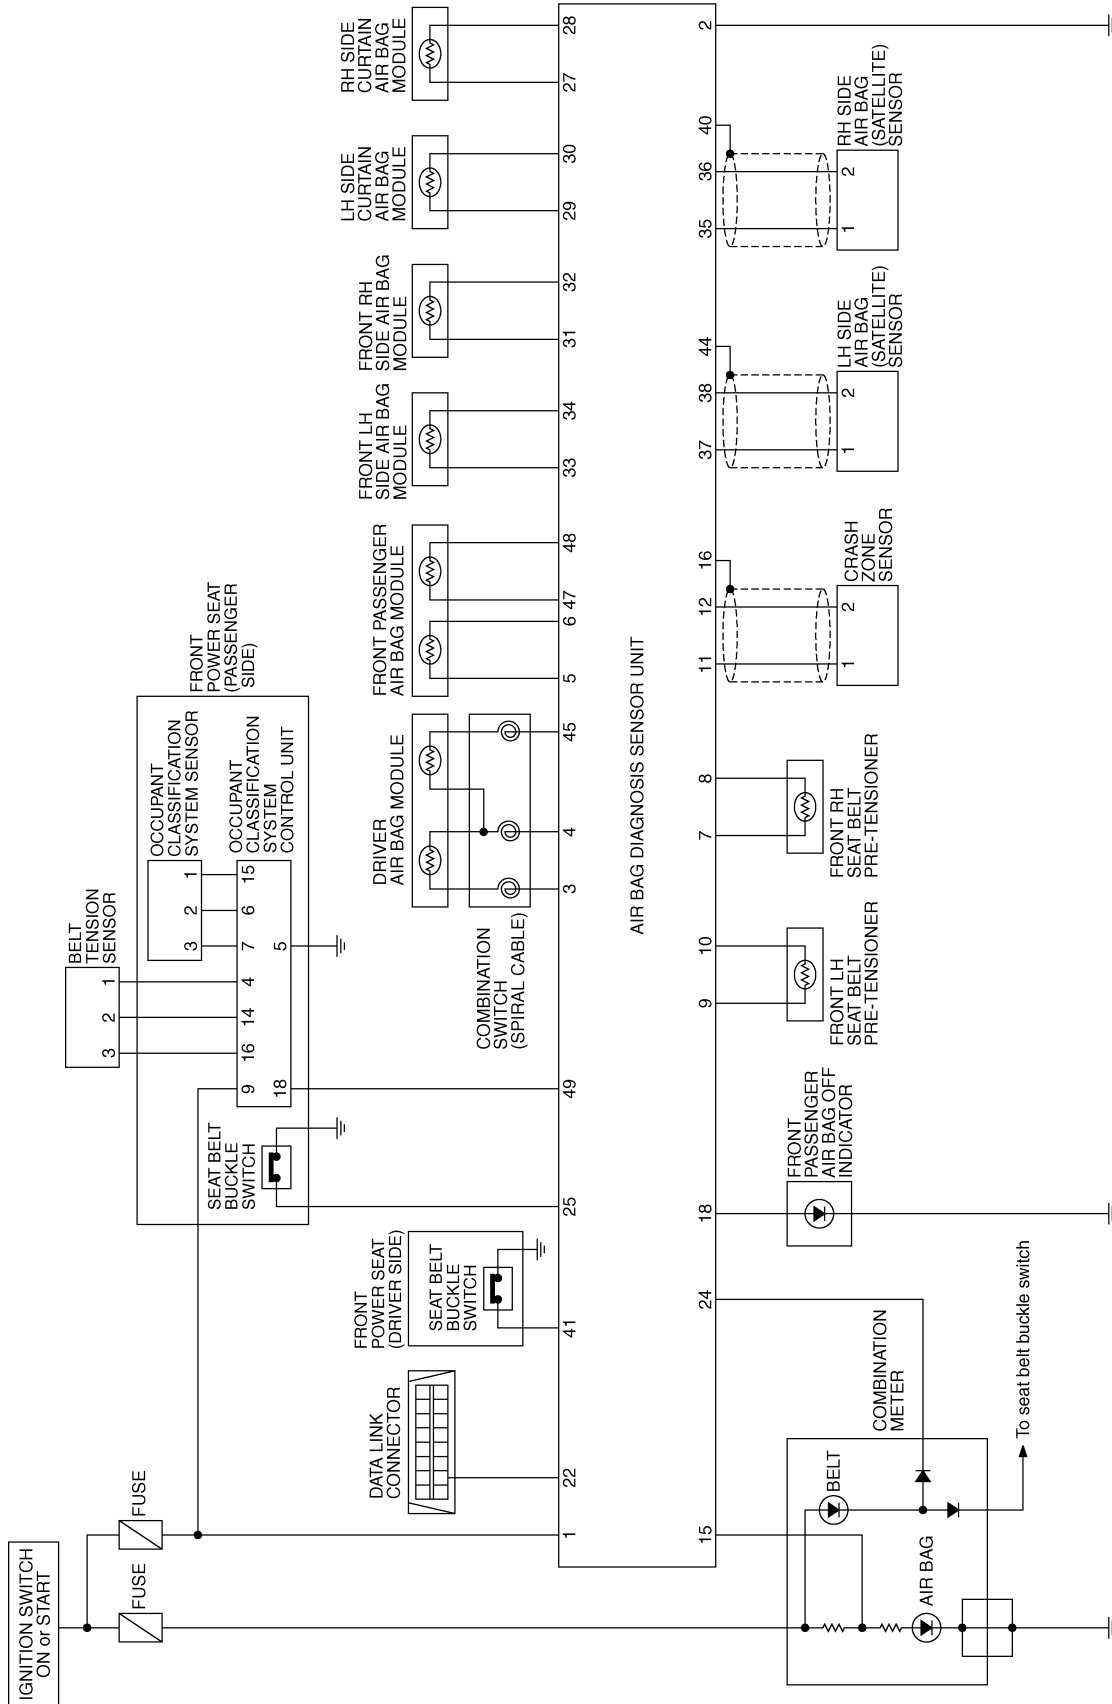 IGNITION SWITCH
ON or START
FUSE
FUSE
BELT
TENSION
SENSOR
3
2
1
FRONT
POWER SEAT
(PASSENGER
SIDE)
OCCUPANT
CLASSIFICATION
SYSTEM SENSOR
3
2
1
OCCUPANT
CLASSIFICATION
SYSTEM
CONTROL UNIT
9
16
14
4
7
6
15
18
5
SEAT BELT
BUCKLE
SWITCH
DATA LINK
CONNECTOR
FRONT
POWER SEAT
(DRIVER SIDE)
SEAT BELT
BUCKLE
SWITCH
COMBINATION
SWITCH
(SPIRAL CABLE)
DRIVER
AIR BAG MODULE
FRONT PASSENGER
AIR BAG MODULE
FRONT LH
SIDE AIR BAG
MODULE
FRONT RH
SIDE AIR BAG
MODULE
LH SIDE
CURTAIN
AIR BAG
MODULE
RH SIDE
CURTAIN
AIR BAG
MODULE
1
22
41
25
49
3
4
45
5
6
47
48
33
34
31
32
29
30
27
28
AIR BAG DIAGNOSIS SENSOR UNIT
15
24
18
9
10
7
8
11
12
16
37
38
44
35
36
40
2
COMBINATION
METER
BELT
AIR BAG
To seat belt buckle switch
FRONT
PASSENGER
AIR BAG OFF
INDICATOR
FRONT LH
SEAT BELT
PRE-TENSIONER
FRONT RH
SEAT BELT
PRE-TENSIONER
1
2
CRASH
ZONE
SENSOR
1
2
LH SIDE
AIR BAG
(SATELLITE)
SENSOR
1
2
RH SIDE
AIR BAG
(SATELLITE)
SENSOR